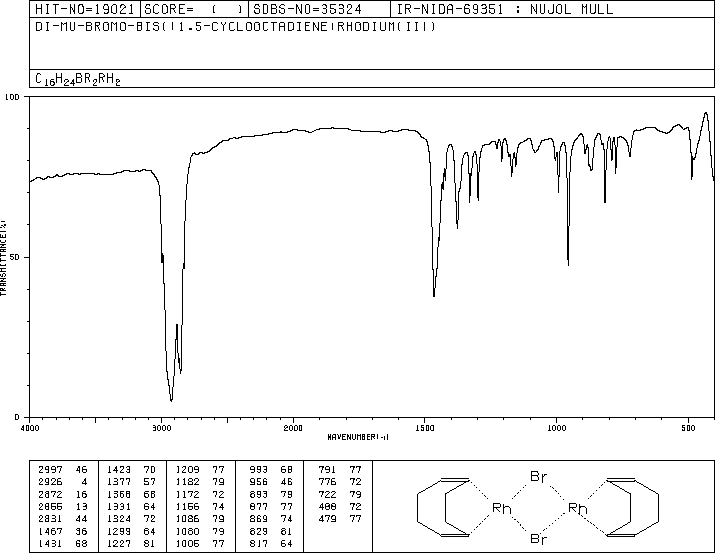 HIT-NO=19021 SCORE= ( ) SDBS-NO=35324 IR-NIDA-69351 : NUJOL MULL
DI-MU-BROMO-BIS((1,5-CYCLOOCTADIENE)RHODIUM(II))
C16H24BR2RH2
100
50
0
TRANSMITTANCE(%)
4000 3000 2000 1500 1000 500
WAVENUMBER(-1)
2997 46 1423 70 1209 77 993 68 791 77
2926 4 1377 57 1182 79 956 46 776 72
2872 16 1368 68 1172 72 893 79 722 79
2855 13 1331 64 1156 74 877 77 488 72
2831 44 1324 72 1086 79 869 74 479 77
1467 36 1299 64 1080 79 829 81
1431 68 1227 81 1005 77 817 64
Br
Rh Rh
Br